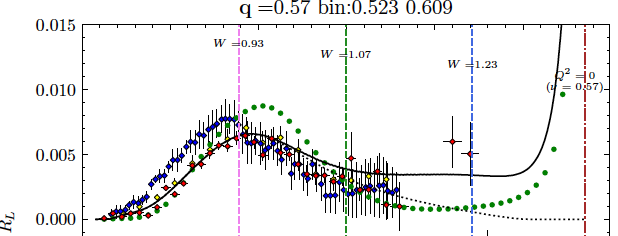 q =0.57 bin:0.523 0.609
0.015
W =0.93
W =1.07
W =1.23
Q² = 0
(ν = 0.57)
0.010
0.005
0.000
R_L